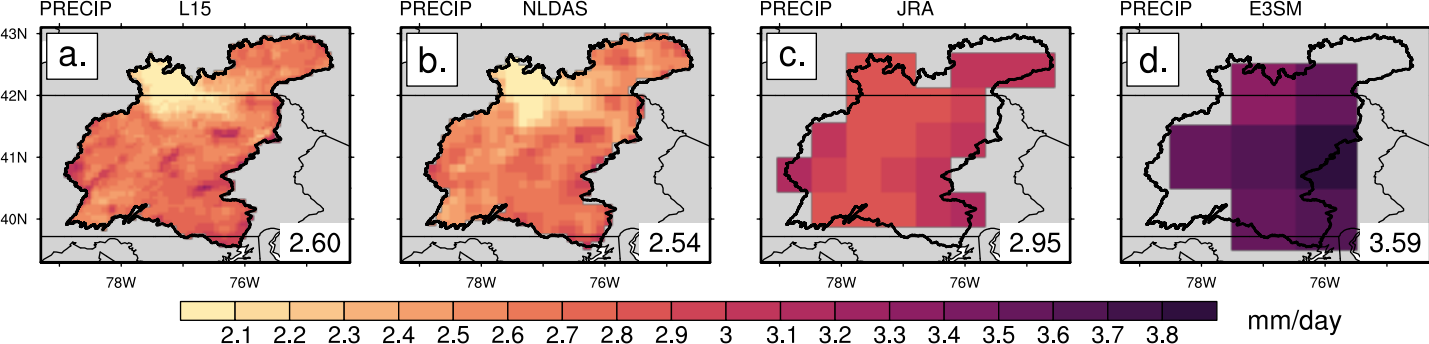 PRECIP L15 PRECIP NLDAS PRECIP JRA PRECIP E3SM
43N
a. b. c. d.
42N
41N
40N
2.60 2.54 2.95 3.59
78W 76W 78W 76W 78W 76W 78W 76W
2.1 2.2 2.3 2.4 2.5 2.6 2.7 2.8 2.9 3 3.1 3.2 3.3 3.4 3.5 3.6 3.7 3.8 mm/day